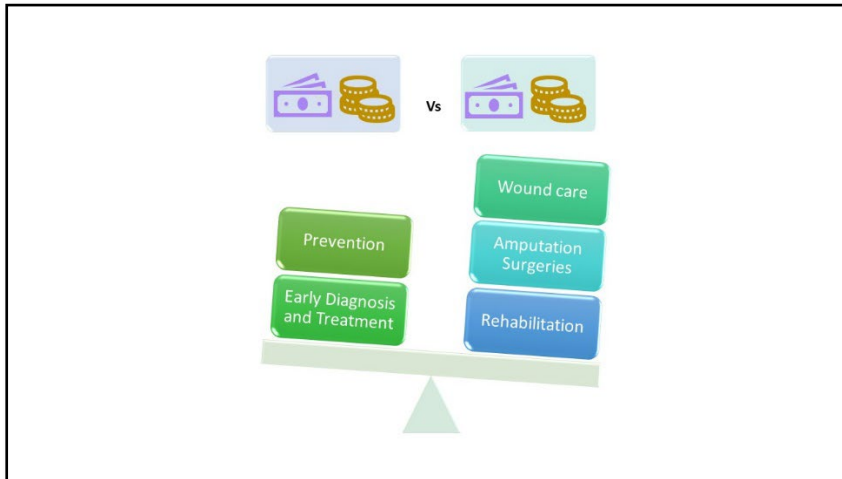 Vs
Prevention
Early Diagnosis
and Treatment
Wound care
Amputation
Surgeries
Rehabilitation